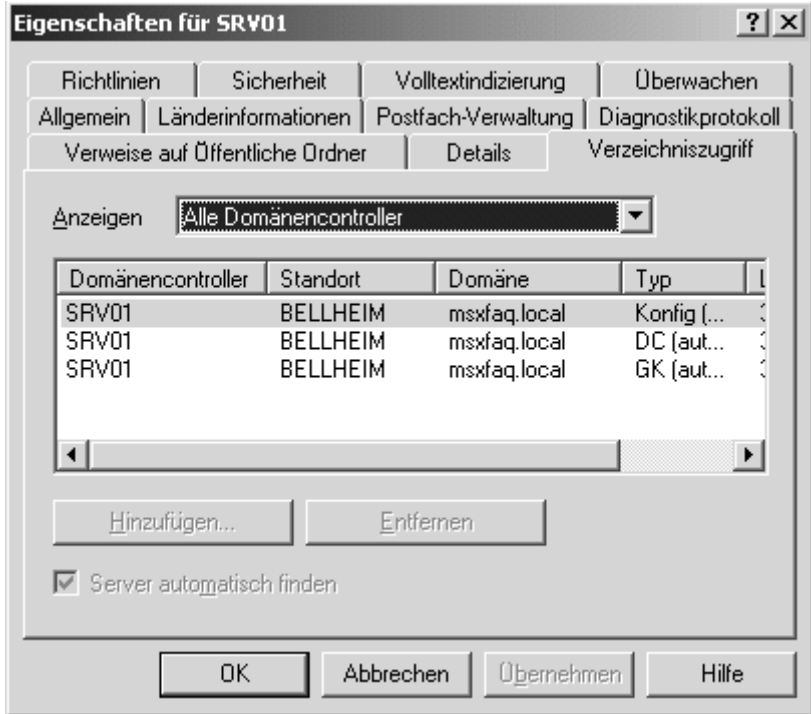 Eigenschaften für SRV01
Richtlinien Sicherheit Volltextindizierung Überwachen
Allgemein Länderinformationen Postfach-Verwaltung Diagnostikprotokoll
Verweise auf Öffentliche Ordner Details Verzeichniszugriff
Anzeigen Alle Domänencontroller
Domänencontroller Standort Domäne Typ
SRV01 BELLHEIM msxfaq.local Konfig (...
SRV01 BELLHEIM msxfaq.local DC (aut...
SRV01 BELLHEIM msxfaq.local GK (aut...
Hinzufügen... Entfernen
Server automatisch finden
OK Abbrechen Übernehmen Hilfe